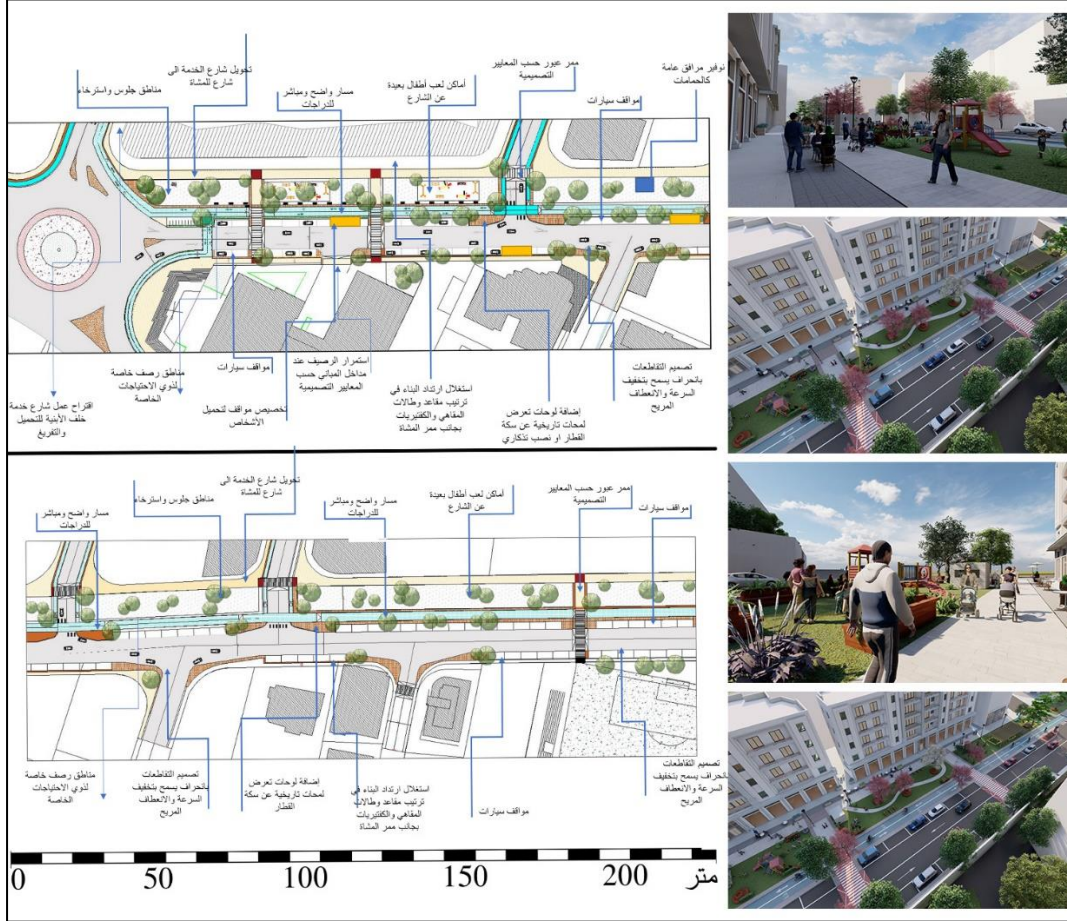 تحويل شارع الخدمة الى
شارع للمشاة
مناطق جلوس واسترخاء
مسار واضح ومباشر
للدراجات
أماكن لعب أطفال بعيدة
عن الشارع
ممر عبور حسب المعايير
التصميمية
مواقف سيارات
توفير مرافق عامة
كالحمامات
اقتراح عمل شارع خدمة
خلف الأبنية للتحميل
والتفريغ
مناطق رصف خاصة
لذوي الاحتياجات
الخاصة
مواقف سيارات
تخصيص مواقف لتحميل
الأشخاص
استمرار الرصيف عند
مداخل المباني حسب
المعايير التصميمية
استغلال ارتداد البناء في
ترتيب مقاعد وطاولات
المقاهي والكفتيريات
بجانب ممر المشاة
إضافة لوحات تعرض
لمحات تاريخية عن سكة
القطار او نصب تذكاري
تصميم التقاطعات
بانحراف يسمح بتخفيف
السرعة والانعطاف
المريح
مسار واضح ومباشر
للدراجات
مناطق جلوس واسترخاء
تحويل شارع الخدمة الى
شارع للمشاة
مسار واضح ومباشر
للدراجات
أماكن لعب أطفال بعيدة
عن الشارع
ممر عبور حسب المعايير
التصميمية
مواقف سيارات
مناطق رصف خاصة
لذوي الاحتياجات
الخاصة
تصميم التقاطعات
بانحراف يسمح بتخفيف
السرعة والانعطاف
المريح
إضافة لوحات تعرض
لمحات تاريخية عن سكة
القطار
استغلال ارتداد البناء في
ترتيب مقاعد وطالات
المقاهي والكفتيريات
بجانب ممر المشاة
مواقف سيارات
تصميم التقاطعات
بانحراف يسمح بتخفيف
السرعة والانعطاف
المريح
0 50 100 150 200 متر